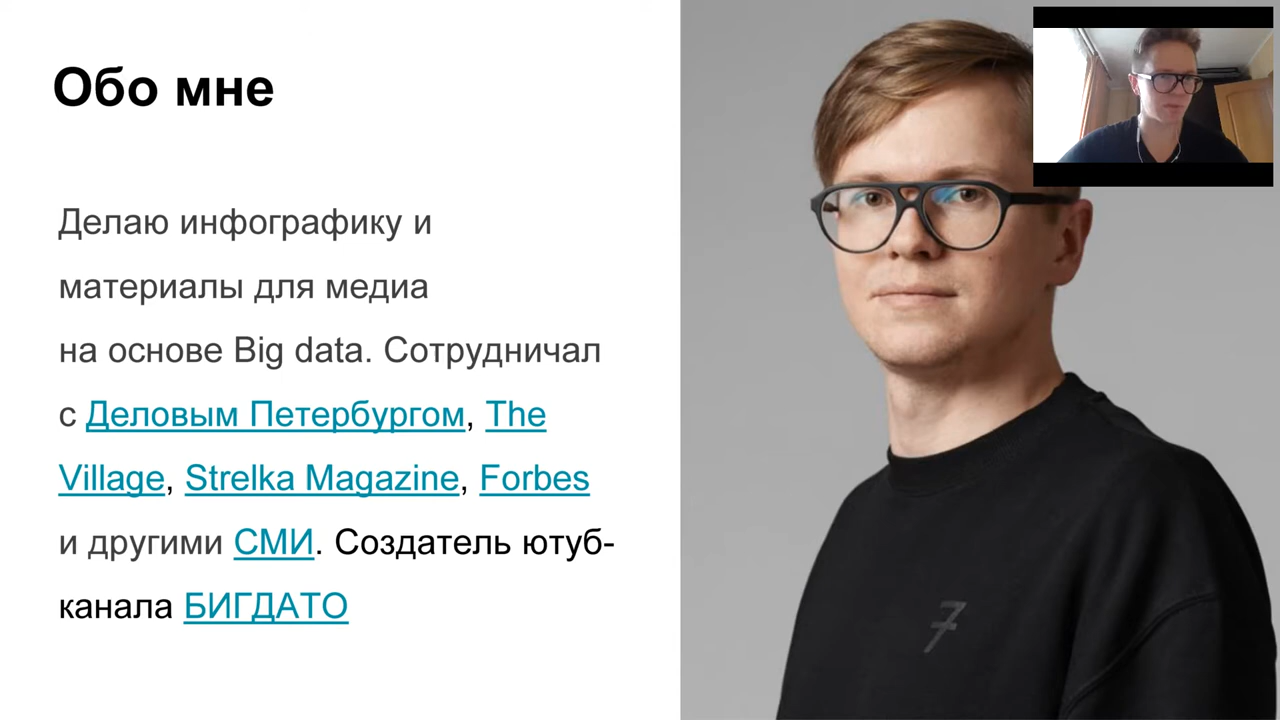 Обо мне
Делаю инфографику и
материалы для медиа
на основе Big data. Сотрудничал
с Деловым Петербургом, The
Village, Strelka Magazine, Forbes
и другими СМИ. Создатель ютуб-
канала БИГДАТО
7